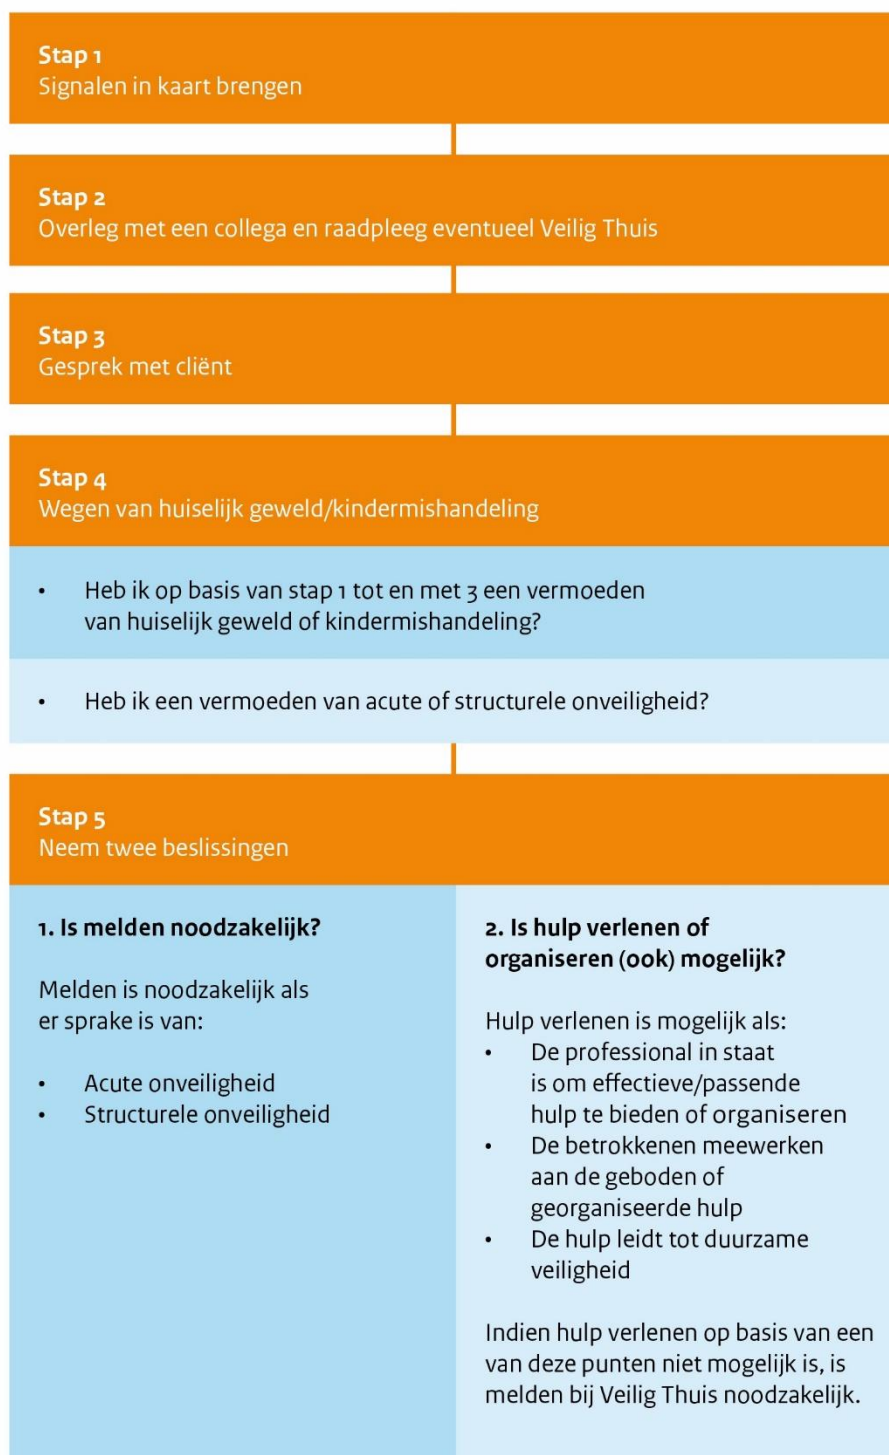 Stap 1
Signalen in kaart brengen
Stap 2
Overleg met een collega en raadpleeg eventueel Veilig Thuis
Stap 3
Gesprek met cliënt
Stap 4
Wegen van huiselijk geweld/kindermishandeling
• Heb ik op basis van stap 1 tot en met 3 een vermoeden
van huiselijk geweld of kindermishandeling?
• Heb ik een vermoeden van acute of structurele onveiligheid?
Stap 5
Neem twee beslissingen
1. Is melden noodzakelijk?
Melden is noodzakelijk als
er sprake is van:
• Acute onveiligheid
• Structurele onveiligheid
2. Is hulp verlenen of
organiseren (ook) mogelijk?
Hulp verlenen is mogelijk als:
• De professional in staat
is om effectieve/passende
hulp te bieden of organiseren
• De betrokkenen meewerken
aan de geboden of
georganiseerde hulp
• De hulp leidt tot duurzame
veiligheid
Indien hulp verlenen op basis van een
van deze punten niet mogelijk is, is
melden bij Veilig Thuis noodzakelijk.